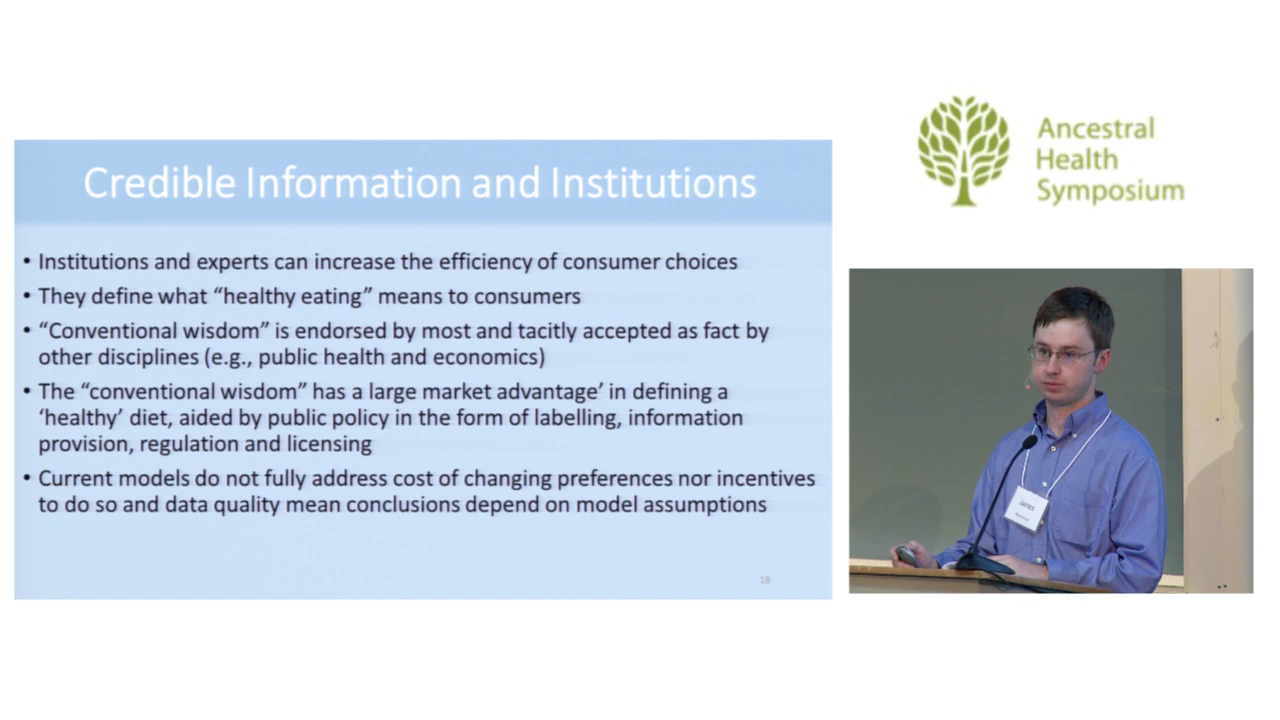 Credible Information and Institutions
• Institutions and experts can increase the efficiency of consumer choices
• They define what “healthy eating” means to consumers
• “Conventional wisdom” is endorsed by most and tacitly accepted as fact by
other disciplines (e.g., public health and economics)
• The “conventional wisdom” has a large market advantage’ in defining a
‘healthy’ diet, aided by public policy in the form of labelling, information
provision, regulation and licensing
• Current models do not fully address cost of changing preferences nor incentives
to do so and data quality mean conclusions depend on model assumptions
18
Ancestral
Health
Symposium
James